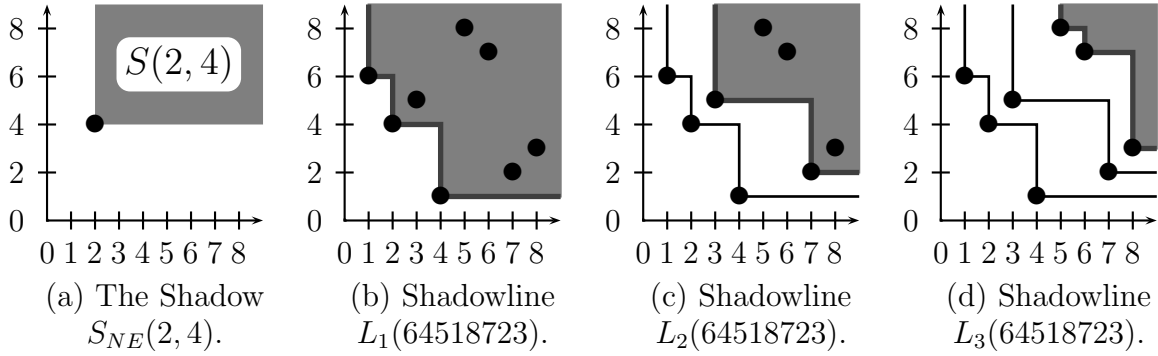 8
6
4
2
0
0 1 2 3 4 5 6 7 8
S(2, 4)
(a) The Shadow
S_{NE}(2, 4).
8
6
4
2
0
0 1 2 3 4 5 6 7 8
(b) Shadowline
L_1(64518723).
8
6
4
2
0
0 1 2 3 4 5 6 7 8
(c) Shadowline
L_2(64518723).
8
6
4
2
0
0 1 2 3 4 5 6 7 8
(d) Shadowline
L_3(64518723).